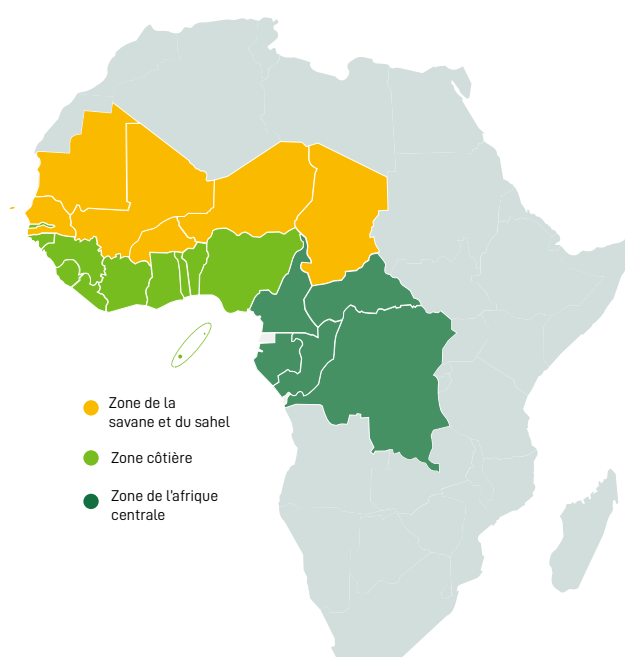 Zone de la
savane et du sahel
Zone côtière
Zone de l'afrique
centrale